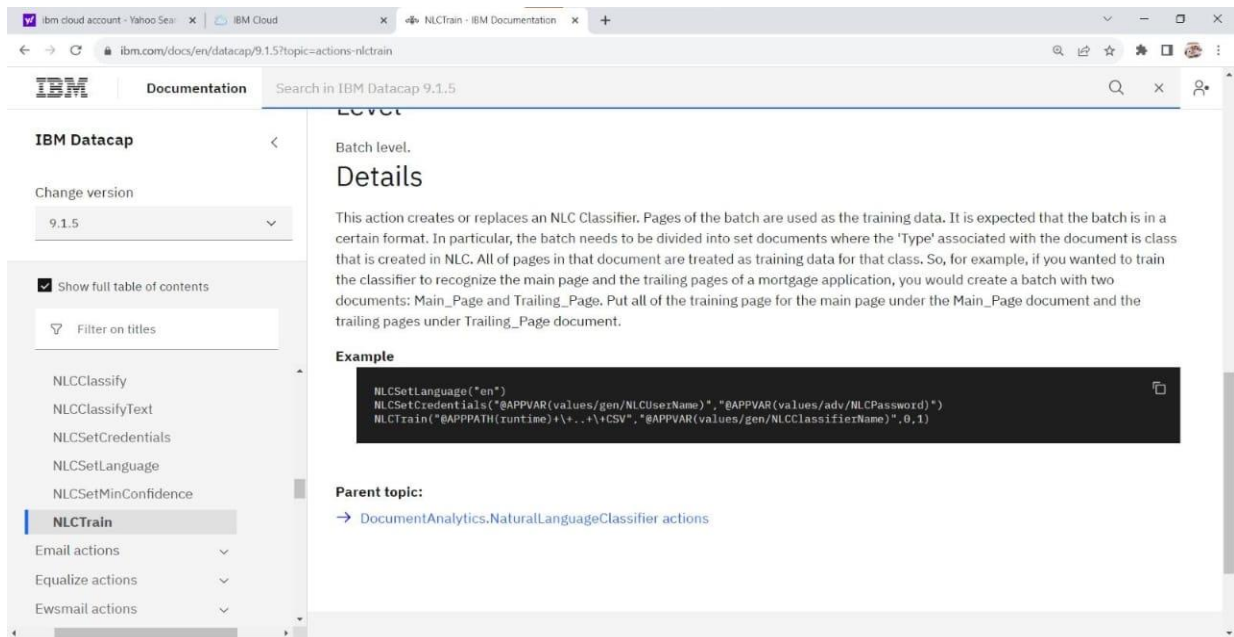 ibm cloud account - Yahoo Sea
IBM Cloud
NLCTrain - IBM Documentation
ibm.com/docs/en/datacap/9.1.5?topic=actions-nlctrain
IBM
Documentation
Search in IBM Datacap 9.1.5
IBM Datacap
Change version
9.1.5
Show full table of contents
Filter on titles
NLCClassify
NLCClassifyText
NLCSetCredentials
NLCSetLanguage
NLCSetMinConfidence
NLCTrain
Email actions
Equalize actions
Ewsmail actions
Level
Batch level.
Details
This action creates or replaces an NLC Classifier. Pages of the batch are used as the training data. It is expected that the batch is in a
certain format. In particular, the batch needs to be divided into set documents where the 'Type' associated with the document is class
that is created in NLC. All of pages in that document are treated as training data for that class. So, for example, if you wanted to train
the classifier to recognize the main page and the trailing pages of a mortgage application, you would create a batch with two
documents: Main_Page and Trailing_Page. Put all of the training page for the main page under the Main_Page document and the
trailing pages under Trailing_Page document.
Example
NLCSetLanguage("en")
NLCSetCredentials("@APPVAR(values/gen/NLCUserName)","@APPVAR(values/adv/NLCPassword)")
NLCTrain("@APPPATH(runtime)+\+..+\+CSV","@APPVAR(values/gen/NLCClassifierName)",0,1)
Parent topic:
→ DocumentAnalytics.NaturalLanguageClassifier actions